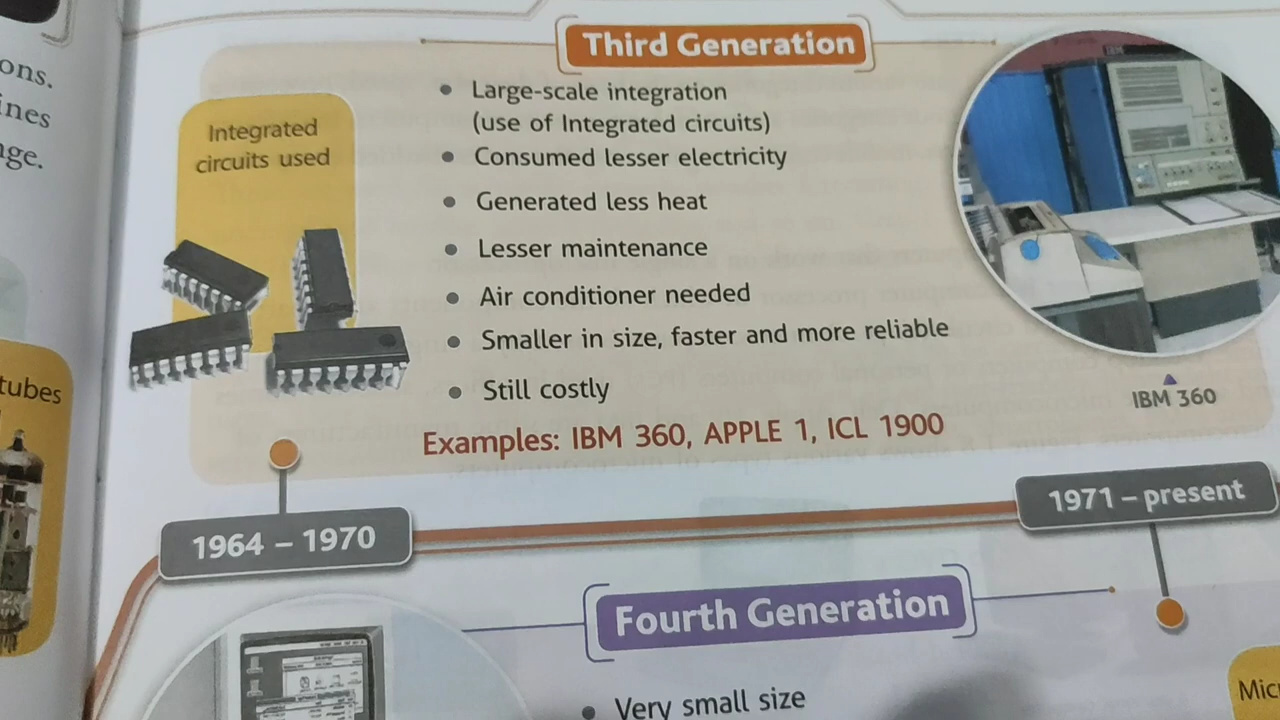 ons.
ines
nge.
tubes
Third Generation
Integrated
circuits used
• Large-scale integration
(use of Integrated circuits)
• Consumed lesser electricity
• Generated less heat
• Lesser maintenance
• Air conditioner needed
• Smaller in size, faster and more reliable
• Still costly
Examples: IBM 360, APPLE 1, ICL 1900
IBM 360
1964 – 1970
1971 – present
Fourth Generation
• Very small size
Micr